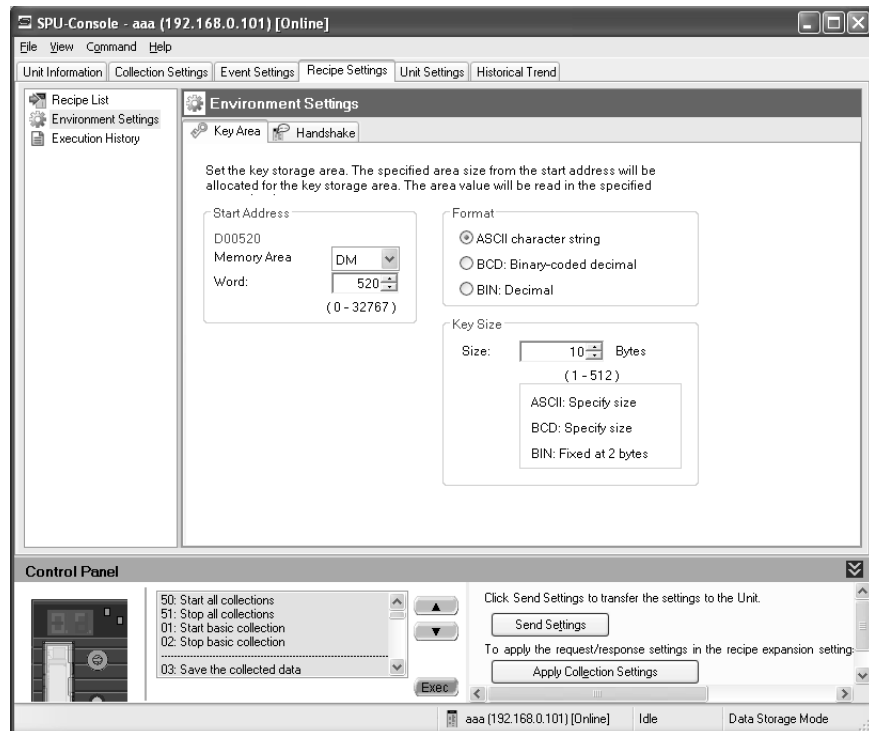 SPU-Console - aaa (192.168.0.101) [Online]
File View Command Help
Unit Information Collection Settings Event Settings Recipe Settings Unit Settings Historical Trend
Recipe List
Environment Settings
Execution History
Environment Settings
Key Area Handshake
Set the key storage area. The specified area size from the start address will be
allocated for the key storage area. The area value will be read in the specified
Start Address
D00520
Memory Area DM
Word: 520
(0 - 32767)
Format
ASCII character string
BCD: Binary-coded decimal
BIN: Decimal
Key Size
Size: 10 Bytes
(1 - 512)
ASCII: Specify size
BCD: Specify size
BIN: Fixed at 2 bytes
Control Panel
50: Start all collections
51: Stop all collections
01: Start basic collection
02: Stop basic collection
03: Save the collected data
Exec
Click Send Settings to transfer the settings to the Unit.
Send Settings
To apply the request/response settings in the recipe expansion setting
Apply Collection Settings
aaa (192.168.0.101) [Online] Idle Data Storage Mode